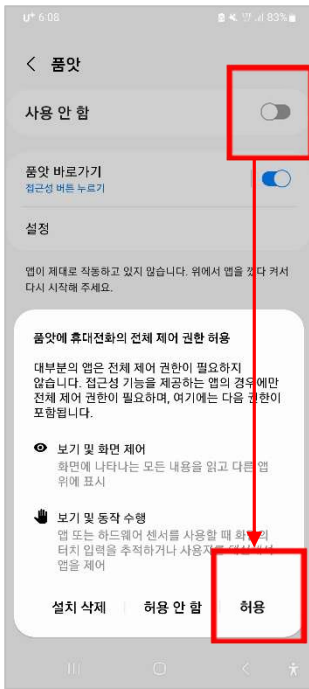 U+ 6:08
83%
품앗
사용 안 함
품앗 바로가기
접근성 버튼 누르기
설정
앱이 제대로 작동하고 있지 않습니다. 위에서 앱을 껐다 켜서
다시 시작해 주세요.
품앗에 휴대전화의 전체 제어 권한 허용
대부분의 앱은 전체 제어 권한이 필요하지
않습니다. 접근성 기능을 제공하는 앱의 경우에만
전체 제어 권한이 필요하며, 여기에는 다음 권한이
포함됩니다.
보기 및 화면 제어
화면에 나타나는 모든 내용을 읽고 다른 앱
위에 표시
보기 및 동작 수행
앱 또는 하드웨어 센서를 사용할 때 화면의
터치 입력을 추적하거나 사용자를 대신해서
앱을 제어
설치 삭제 허용 안 함 허용